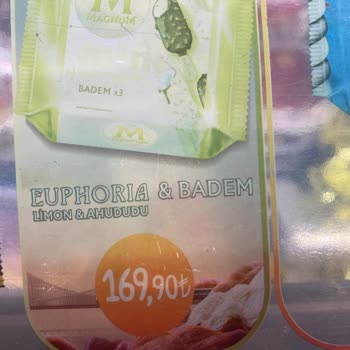 M
MAGNUM
BADEM x3
M
EUPHORIA & BADEM
LİMON & AHUDUDU
169,90₺